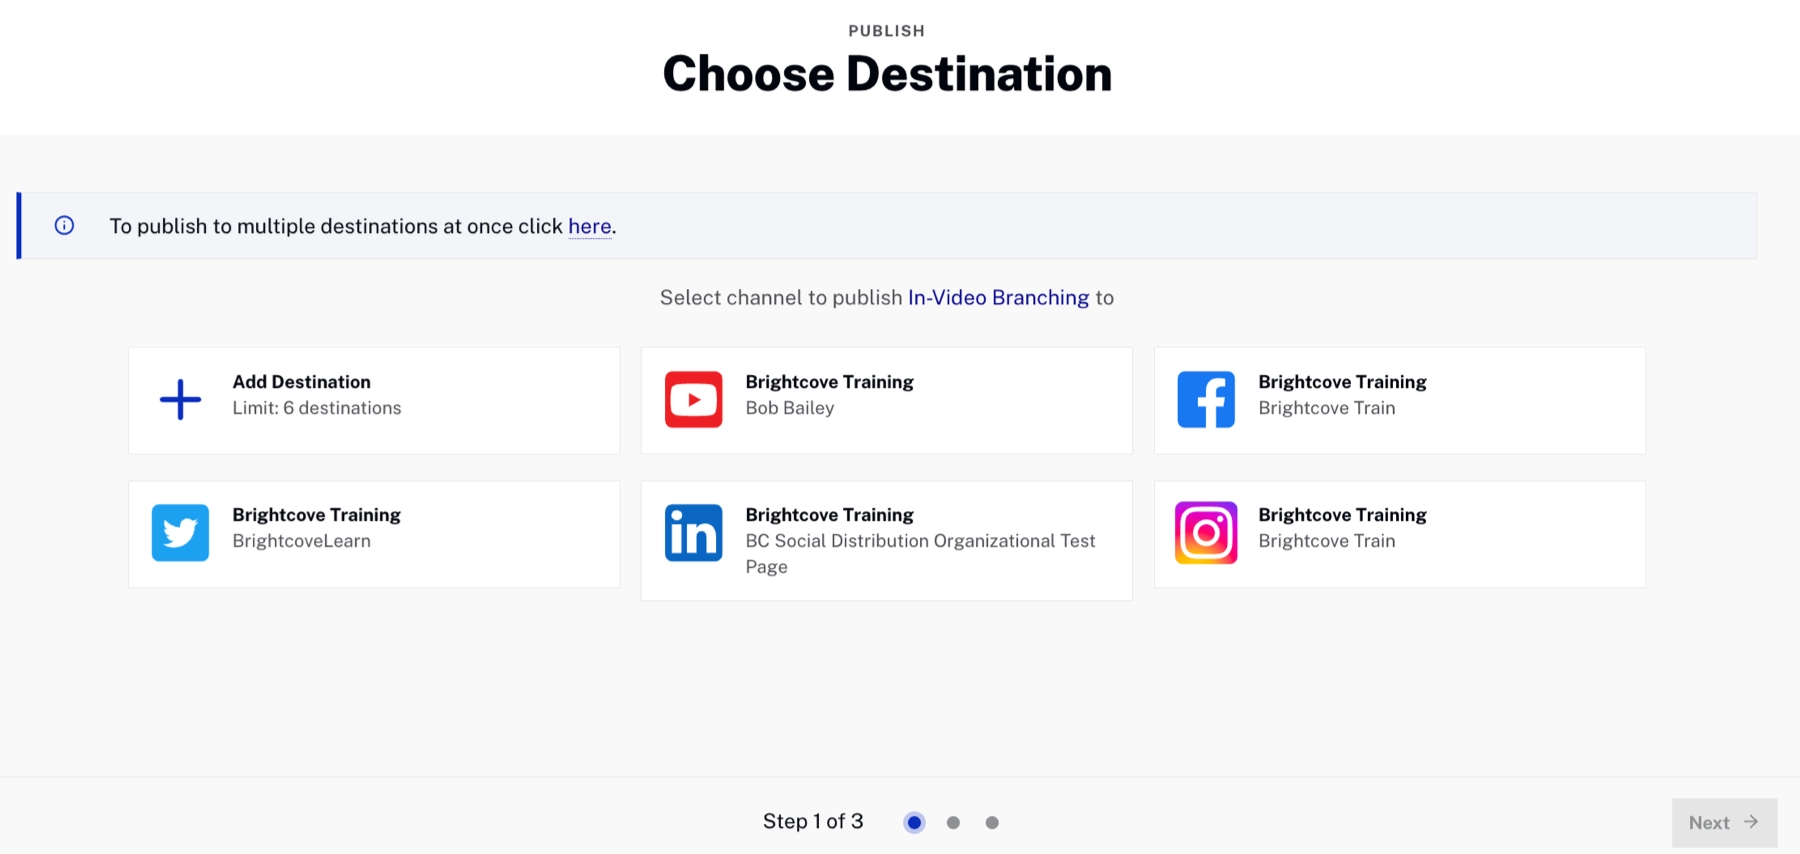 PUBLISH
Choose Destination
To publish to multiple destinations at once click here.
Select channel to publish In-Video Branching to
Add Destination
Limit: 6 destinations
Brightcove Training
Bob Bailey
Brightcove Training
Brightcove Train
Brightcove Training
BrightcoveLearn
Brightcove Training
BC Social Distribution Organizational Test
Page
Brightcove Training
Brightcove Train
Step 1 of 3
Next